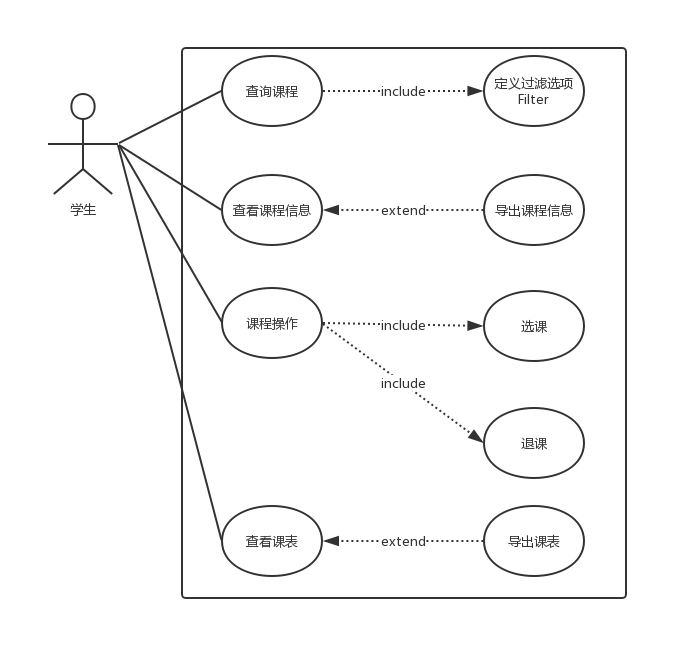 查询课程
include
定义过滤选项
Filter
学生
查看课程信息
extend
导出课程信息
课程操作
include
选课
include
退课
查看课表
extend
导出课表